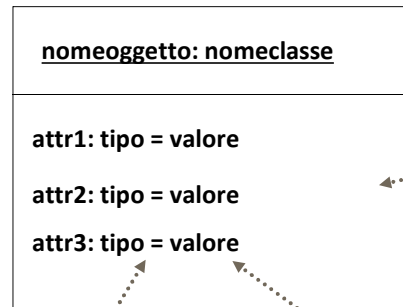 nomeoggetto: nomeclasse
attr1: tipo = valore
attr2: tipo = valore
attr3: tipo = valore